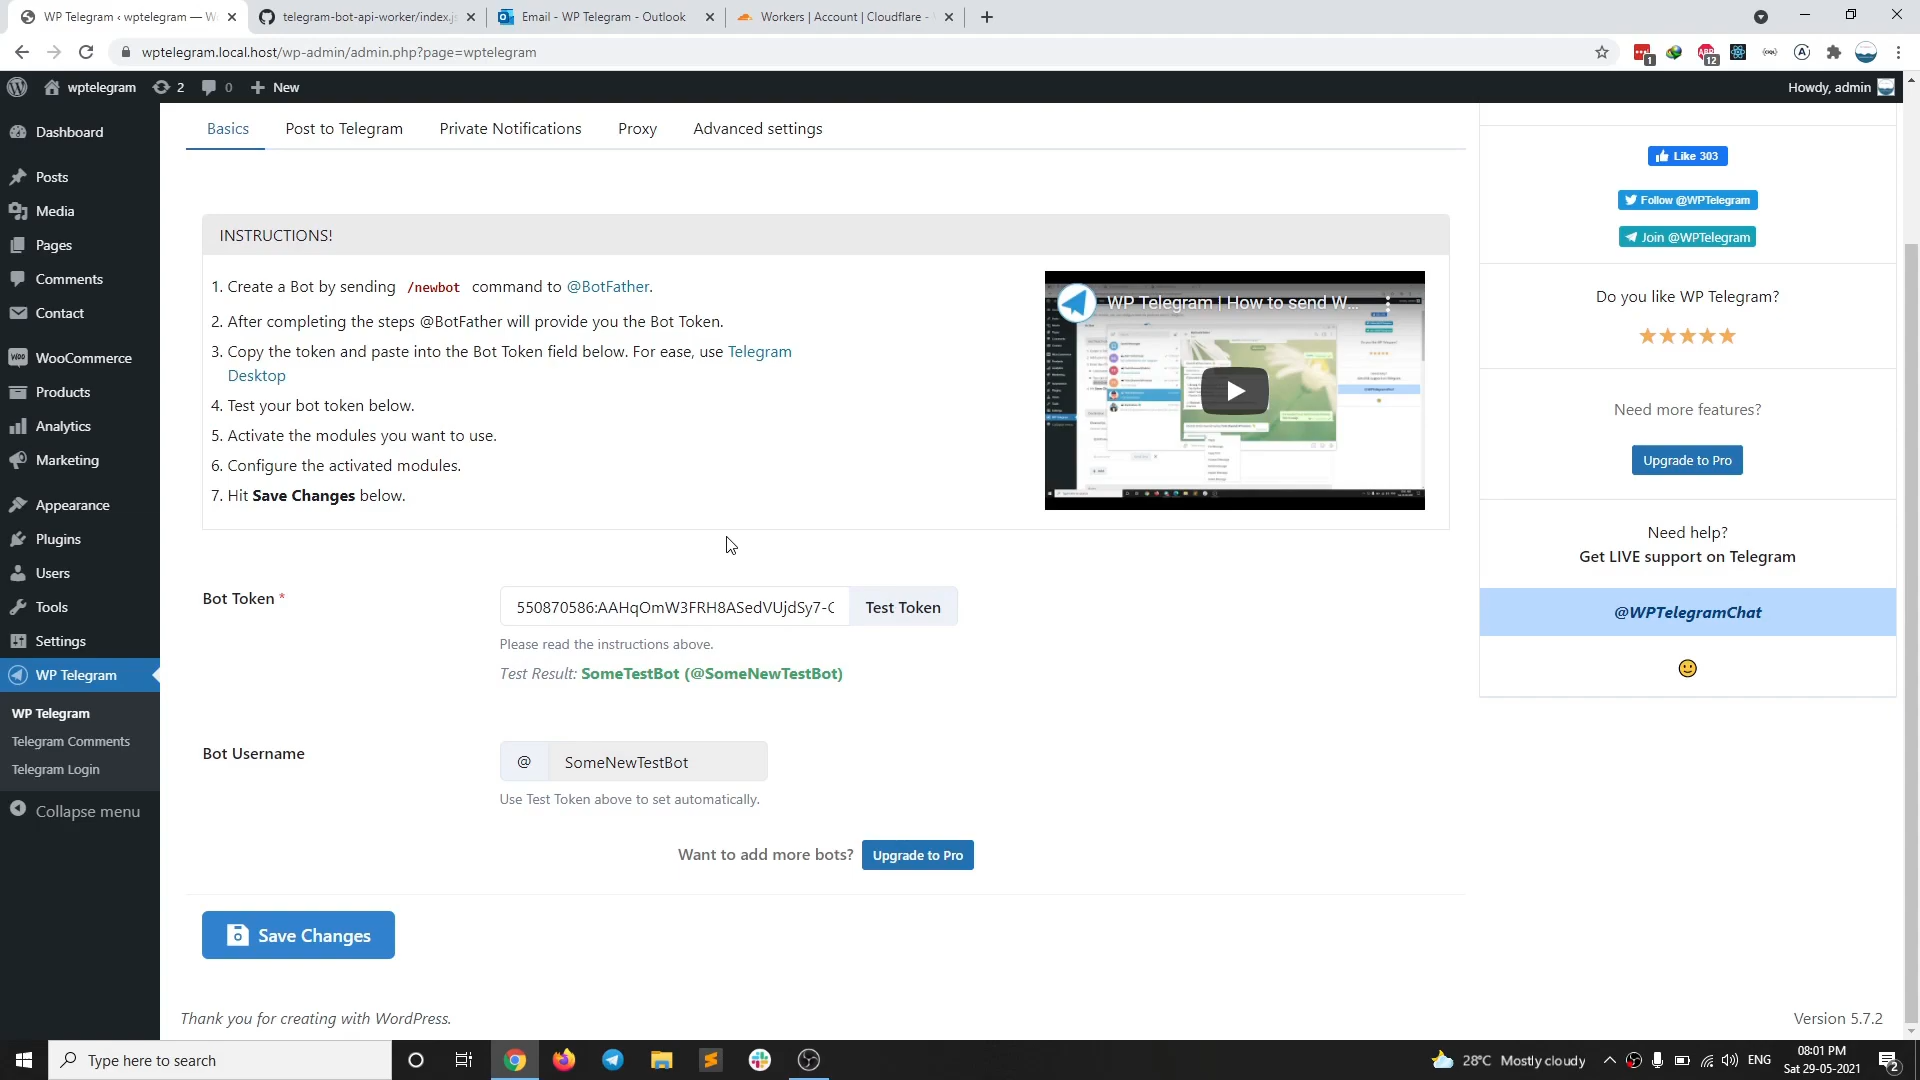 WP Telegram ‹ wptelegram — W
telegram-bot-api-worker/index.js
Email - WP Telegram - Outlook
Workers | Account | Cloudflare -
wptelegram.local.host/wp-admin/admin.php?page=wptelegram
1
12
wptelegram
2
0
New
Howdy, admin
Dashboard
Posts
Media
Pages
Comments
Contact
WooCommerce
Products
Analytics
Marketing
Appearance
Plugins
Users
Tools
Settings
WP Telegram
WP Telegram
Telegram Comments
Telegram Login
Collapse menu
Basics
Post to Telegram
Private Notifications
Proxy
Advanced settings
INSTRUCTIONS!
1. Create a Bot by sending /newbot command to @BotFather.
2. After completing the steps @BotFather will provide you the Bot Token.
3. Copy the token and paste into the Bot Token field below. For ease, use Telegram
Desktop
4. Test your bot token below.
5. Activate the modules you want to use.
6. Configure the activated modules.
7. Hit Save Changes below.
WP Telegram | How to send W...
Bot Token *
550870586:AAHqOmW3FRH8ASedVUjdSy7-
Test Token
Please read the instructions above.
Test Result: SomeTestBot (@SomeNewTestBot)
Bot Username
@
SomeNewTestBot
Use Test Token above to set automatically.
Want to add more bots?
Upgrade to Pro
Save Changes
Thank you for creating with WordPress.
Version 5.7.2
Like 303
Follow @WPTelegram
Join @WPTelegram
Do you like WP Telegram?
Need more features?
Upgrade to Pro
Need help?
Get LIVE support on Telegram
@WPTelegramChat
Type here to search
28°C Mostly cloudy
ENG
08:01 PM
Sat 29-05-2021
2